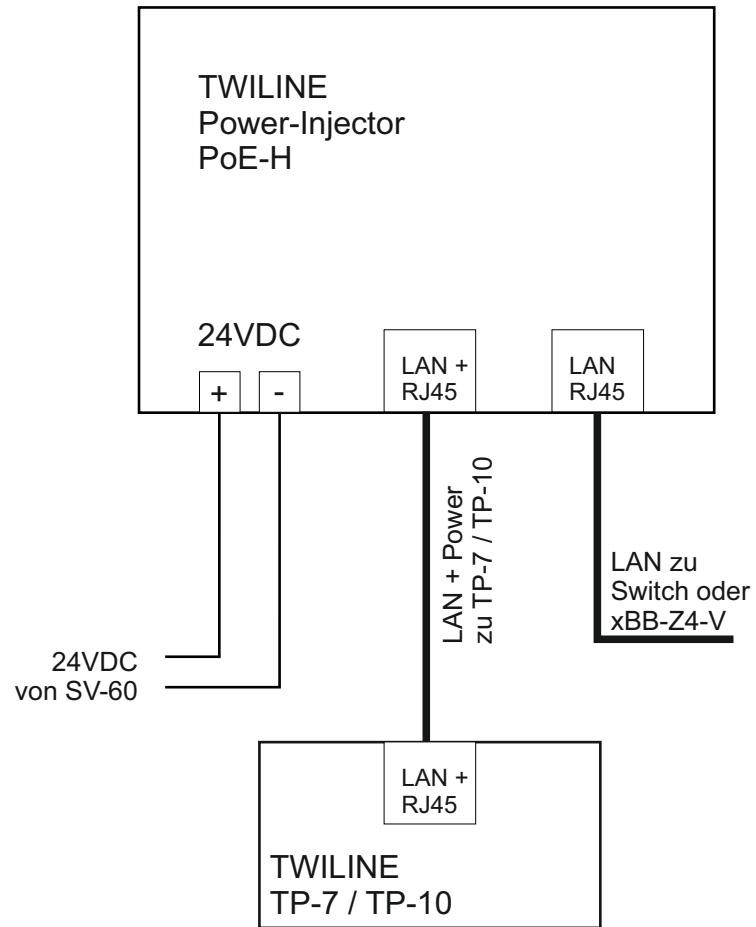 TWILINE
Power-Injector
PoE-H
24VDC
+ -
LAN +
RJ45
LAN
RJ45
LAN + Power
zu TP-7 / TP-10
LAN zu
Switch oder
xBB-Z4-V
24VDC
von SV-60
LAN +
RJ45
TWILINE
TP-7 / TP-10